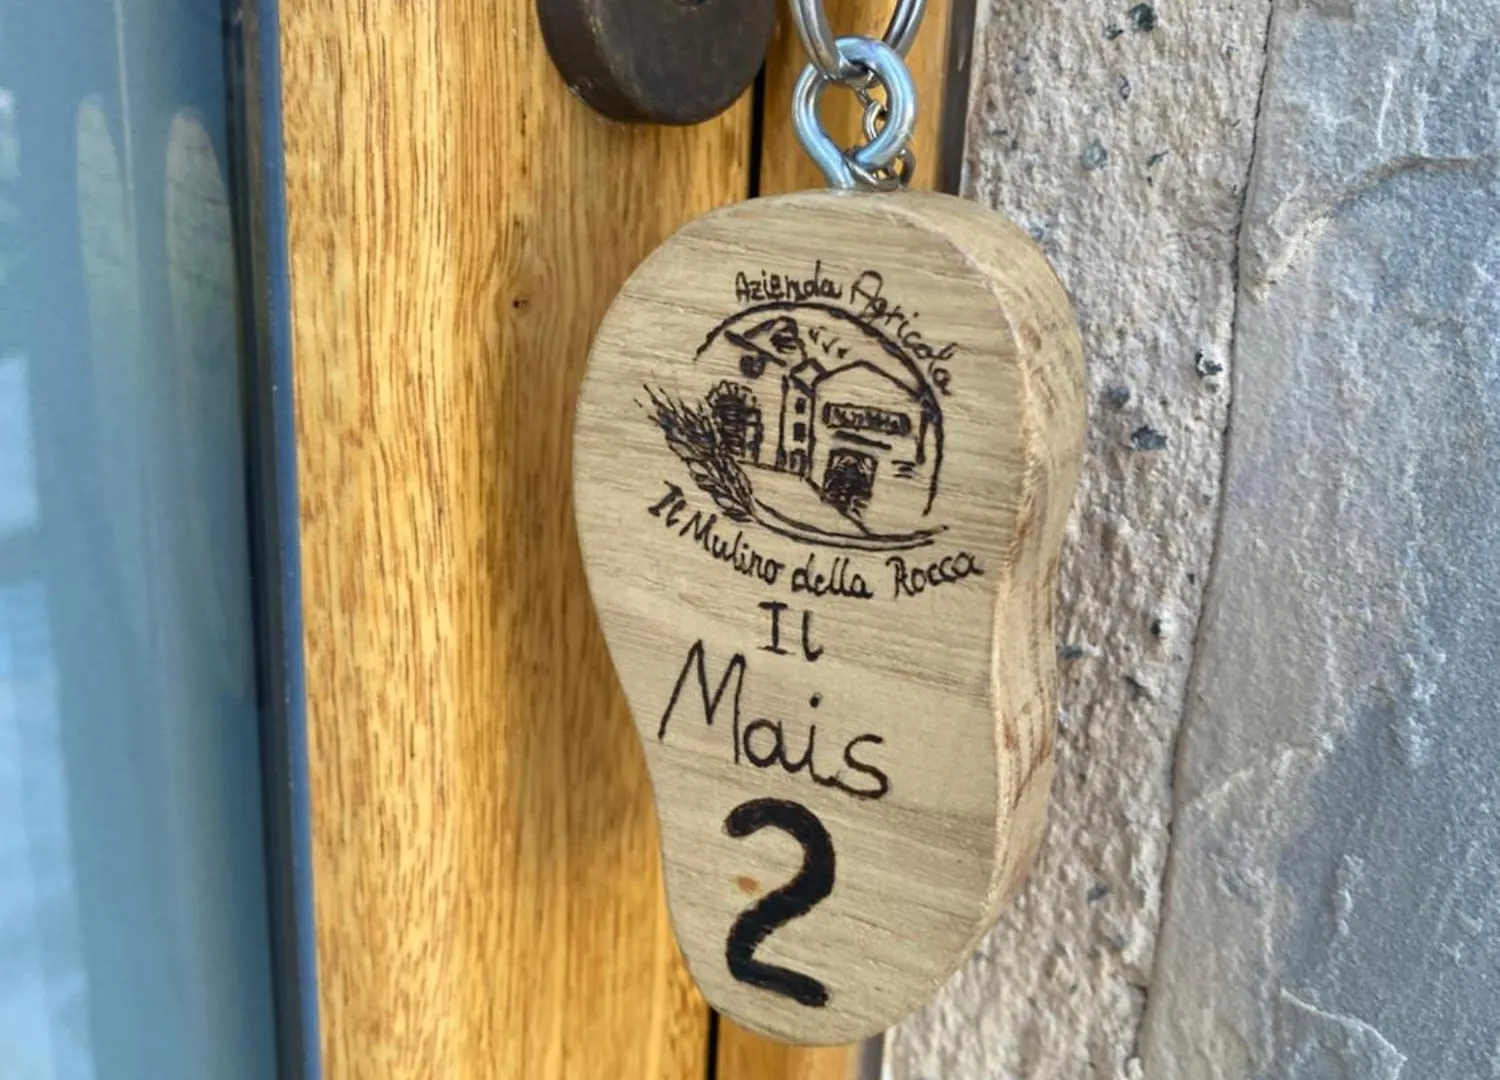 Azienda Agricola
Il Mulino della Rocca
Il
Mais
2